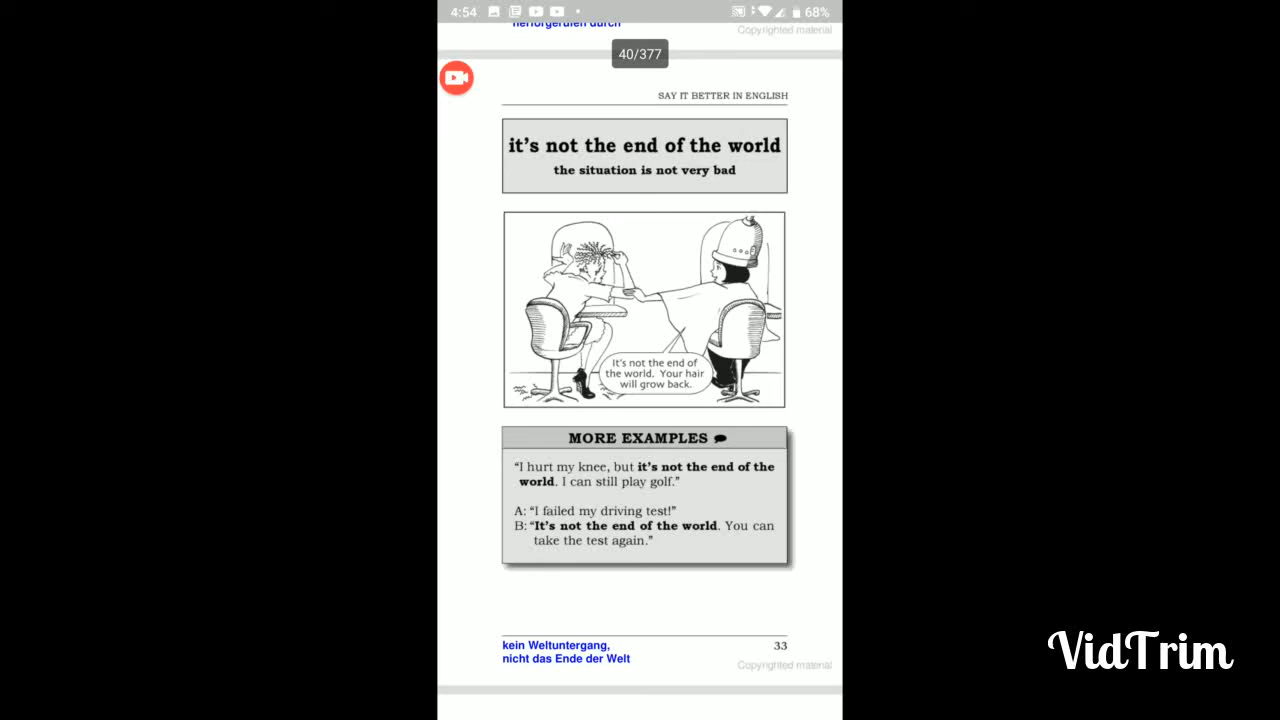 4:54
68%
herforgerufen durch
Copyrighted material
40/377
SAY IT BETTER IN ENGLISH
it's not the end of the world
the situation is not very bad
It's not the end of
the world. Your hair
will grow back.
MORE EXAMPLES
“I hurt my knee, but it's not the end of the
world. I can still play golf.”
A: “I failed my driving test!”
B: “It's not the end of the world. You can
take the test again.”
kein Weltuntergang,
nicht das Ende der Welt
33
Copyrighted material
VidTrim